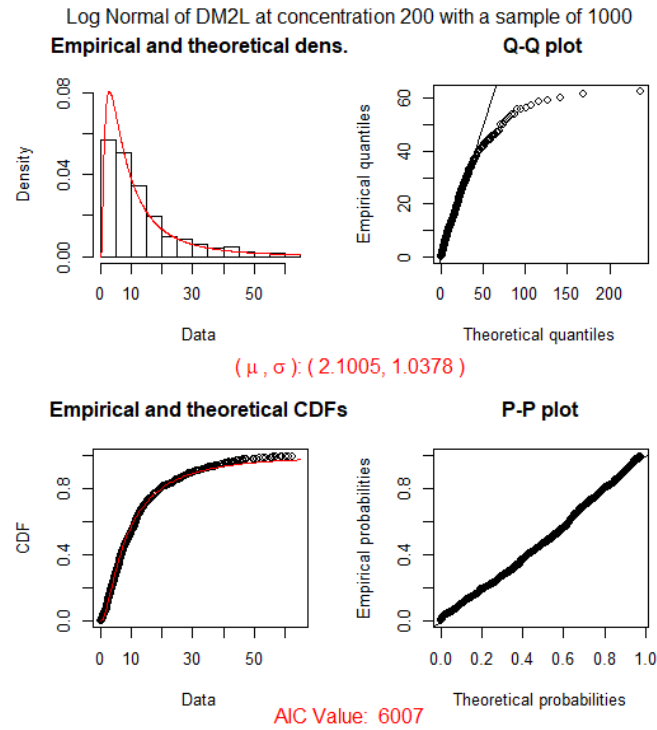 Log Normal of DM2L at concentration 200 with a sample of 1000
Empirical and theoretical dens.
Density
0.00 0.04 0.08
0 10 30 50
Data
Q-Q plot
Empirical quantiles
0 20 40 60
0 50 100 150 200
Theoretical quantiles
( μ , σ ): ( 2.1005, 1.0378 )
Empirical and theoretical CDFs
CDF
0.0 0.4 0.8
0 10 30 50
Data
P-P plot
Empirical probabilities
0.0 0.4 0.8
0.0 0.2 0.4 0.6 0.8 1.0
Theoretical probabilities
AIC Value: 6007